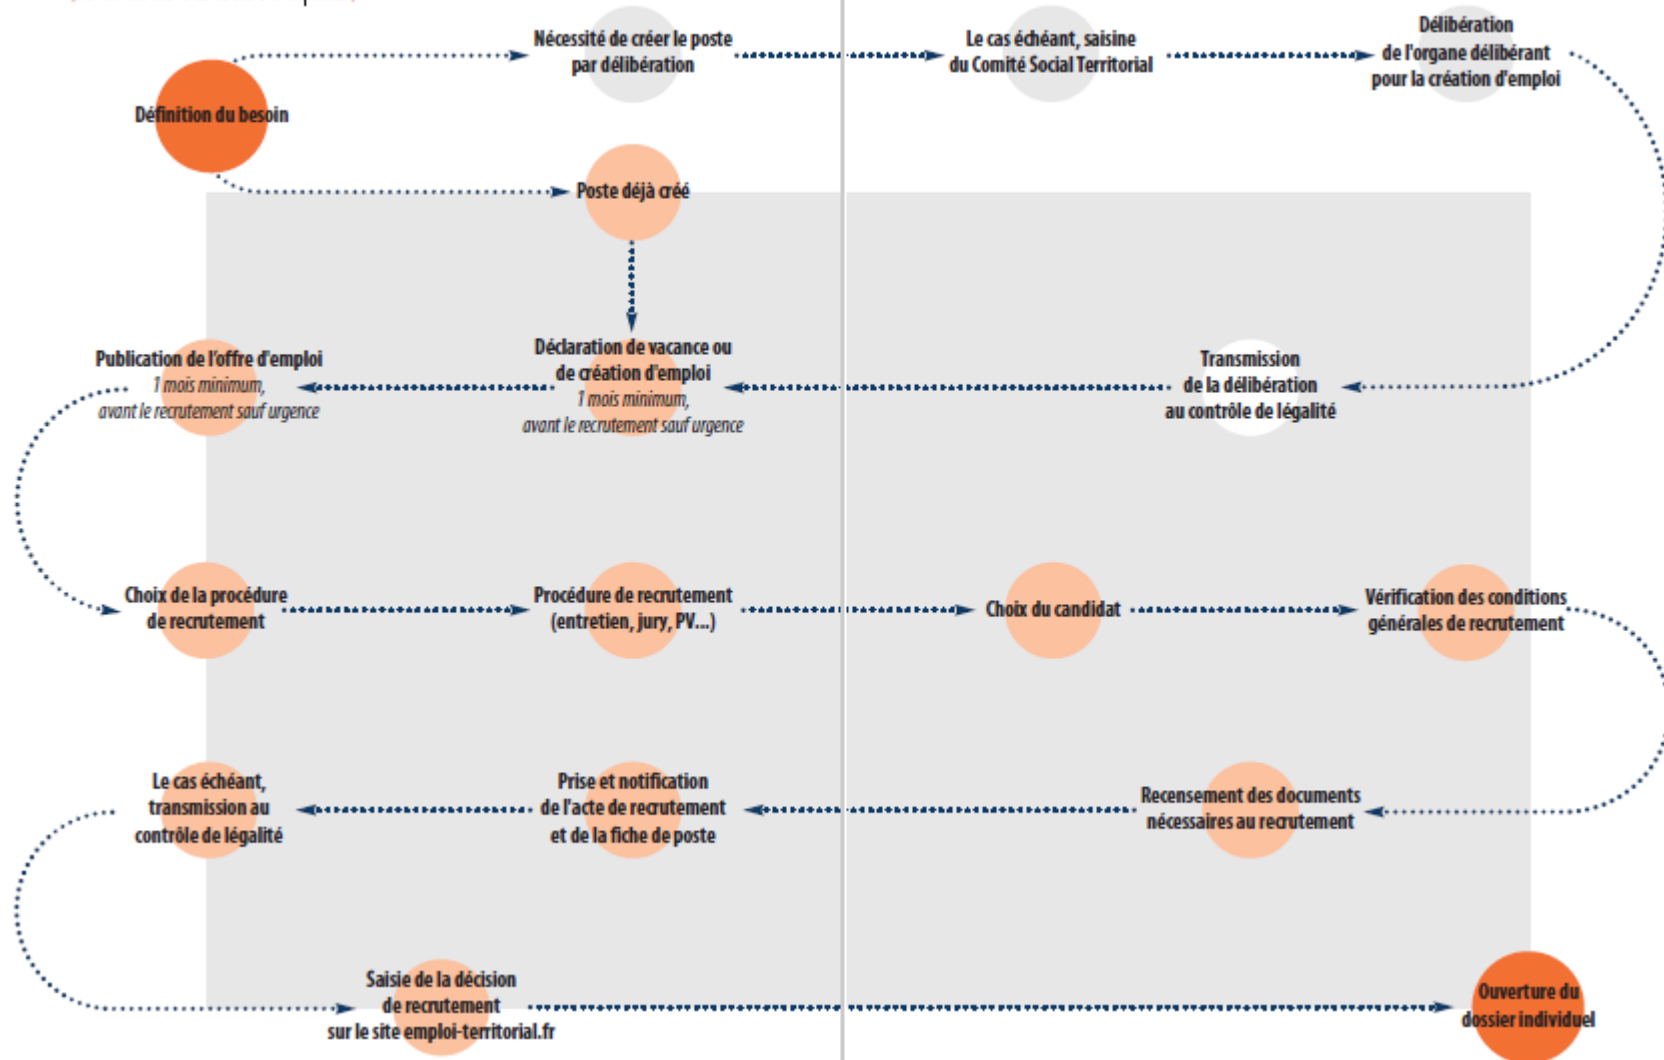 Nécessité de créer le poste
par délibération
Le cas échéant, saisine
du Comité Social Territorial
Délibération
de l'organe délibérant
pour la création d'emploi
Définition du besoin
Poste déjà créé
Publication de l'offre d'emploi
1 mois minimum,
avant le recrutement sauf urgence
Déclaration de vacance ou
de création d'emploi
1 mois minimum,
avant le recrutement sauf urgence
Transmission
de la délibération
au contrôle de légalité
Choix de la procédure
de recrutement
Procédure de recrutement
(entretien, jury, PV...)
Choix du candidat
Vérification des conditions
générales de recrutement
Le cas échéant,
transmission au
contrôle de légalité
Prise et notification
de l'acte de recrutement
et de la fiche de poste
Recensement des documents
nécessaires au recrutement
Saisie de la décision
de recrutement
sur le site emploi-territorial.fr
Ouverture du
dossier individuel